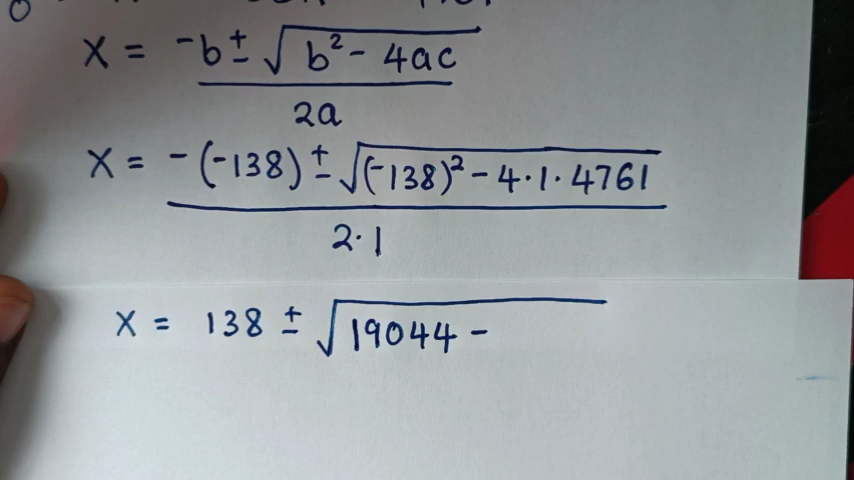 x = -b ± √(b² - 4ac)
2a
x = -(-138) ± √((-138)² - 4·1·4761)
2·1
x = 138 ± √(19044 -